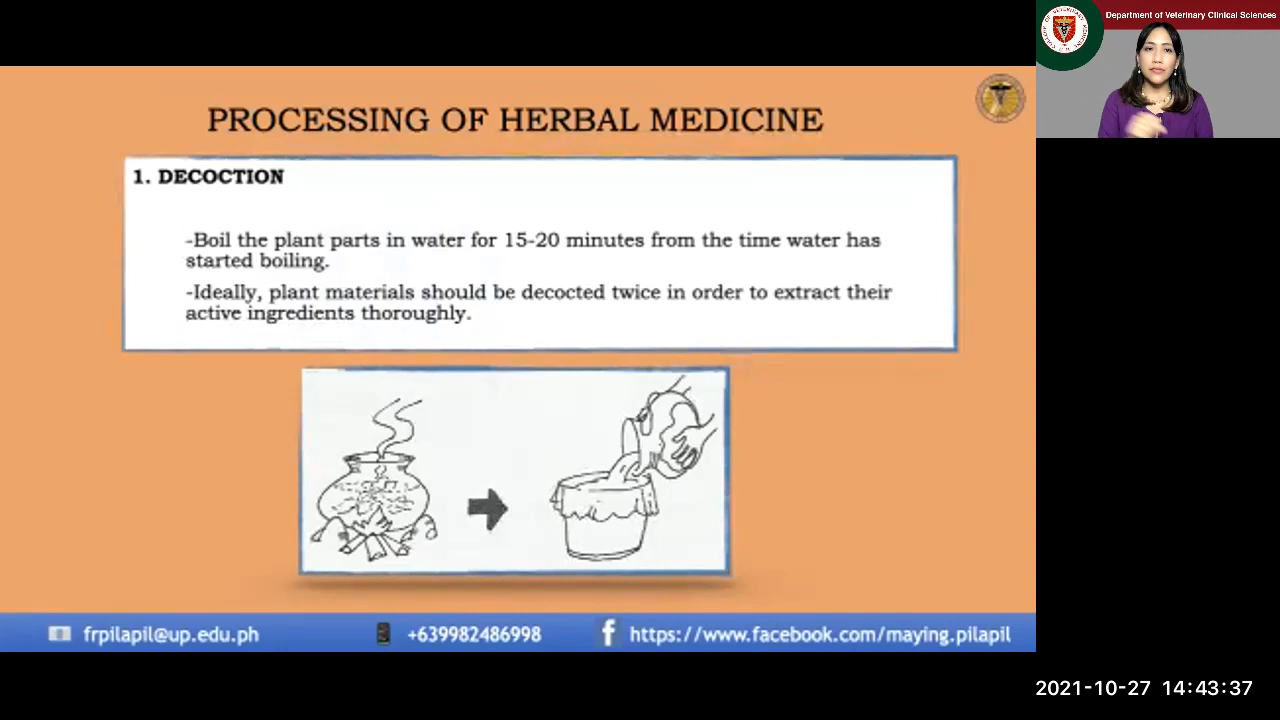 Department of Veterinary Clinical Sciences
PROCESSING OF HERBAL MEDICINE
1. DECOCTION
-Boil the plant parts in water for 15-20 minutes from the time water has
started boiling.
-Ideally, plant materials should be decocted twice in order to extract their
active ingredients thoroughly.
frpilapil@up.edu.ph
+639982486998
https://www.facebook.com/maying.pilapil
2021-10-27 14:43:37